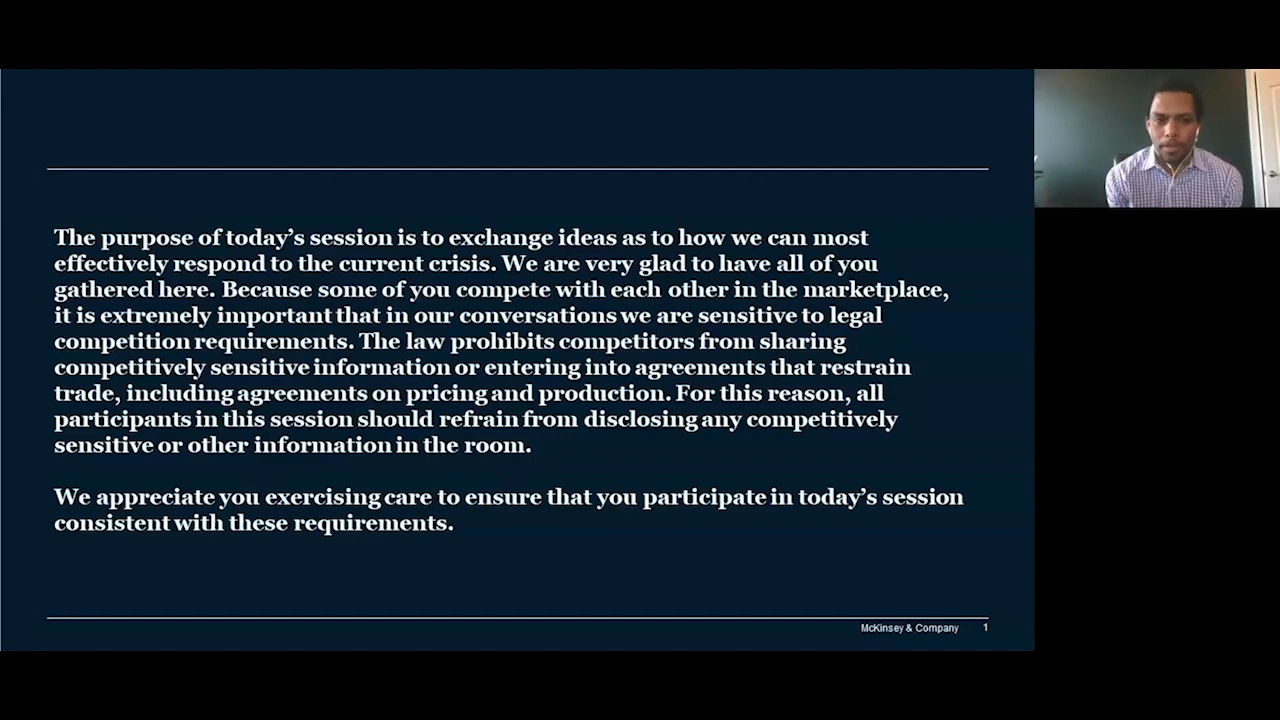 The purpose of today’s session is to exchange ideas as to how we can most
effectively respond to the current crisis. We are very glad to have all of you
gathered here. Because some of you compete with each other in the marketplace,
it is extremely important that in our conversations we are sensitive to legal
competition requirements. The law prohibits competitors from sharing
competitively sensitive information or entering into agreements that restrain
trade, including agreements on pricing and production. For this reason, all
participants in this session should refrain from disclosing any competitively
sensitive or other information in the room.
We appreciate you exercising care to ensure that you participate in today’s session
consistent with these requirements.
McKinsey & Company 1